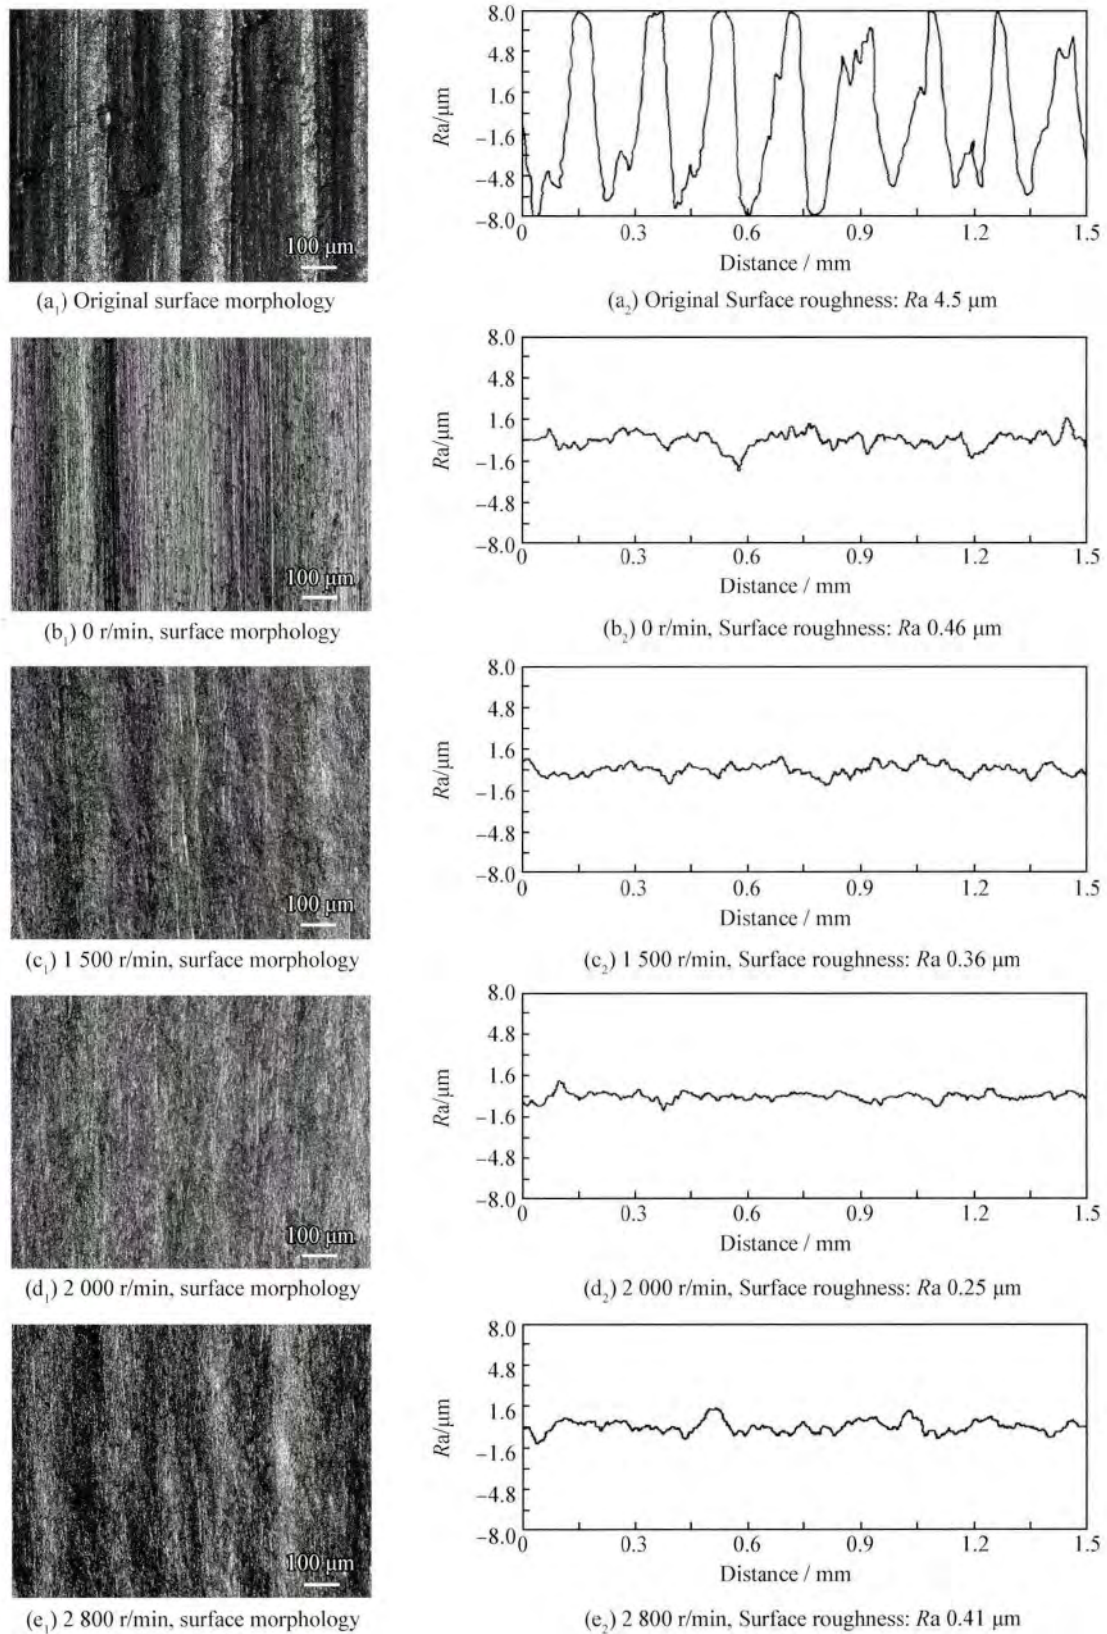 100 μm
(a₁) Original surface morphology
8.0
4.8
1.6
−1.6
−4.8
−8.0
Ra/μm
0 0.3 0.6 0.9 1.2 1.5
Distance / mm
(a₂) Original Surface roughness: Ra 4.5 μm
100 μm
(b₁) 0 r/min, surface morphology
8.0
4.8
1.6
−1.6
−4.8
−8.0
Ra/μm
0 0.3 0.6 0.9 1.2 1.5
Distance / mm
(b₂) 0 r/min, Surface roughness: Ra 0.46 μm
100 μm
(c₁) 1 500 r/min, surface morphology
8.0
4.8
1.6
−1.6
−4.8
−8.0
Ra/μm
0 0.3 0.6 0.9 1.2 1.5
Distance / mm
(c₂) 1 500 r/min, Surface roughness: Ra 0.36 μm
100 μm
(d₁) 2 000 r/min, surface morphology
8.0
4.8
1.6
−1.6
−4.8
−8.0
Ra/μm
0 0.3 0.6 0.9 1.2 1.5
Distance / mm
(d₂) 2 000 r/min, Surface roughness: Ra 0.25 μm
100 μm
(e₁) 2 800 r/min, surface morphology
8.0
4.8
1.6
−1.6
−4.8
−8.0
Ra/μm
0 0.3 0.6 0.9 1.2 1.5
Distance / mm
(e₂) 2 800 r/min, Surface roughness: Ra 0.41 μm